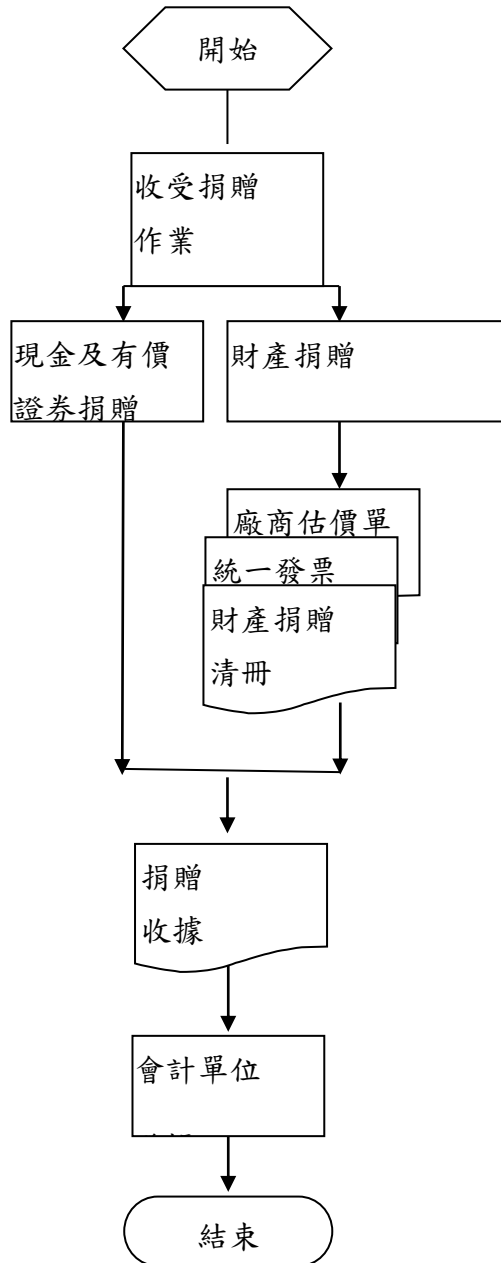 開始
收受捐贈
作業
現金及有價
證券捐贈
財產捐贈
廠商估價單
統一發票
財產捐贈
清冊
捐贈
收據
會計單位
結束